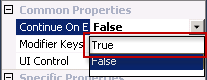 Common Properties
Continue On E False
Modifier Keys True
UI Control False
Specific Properties